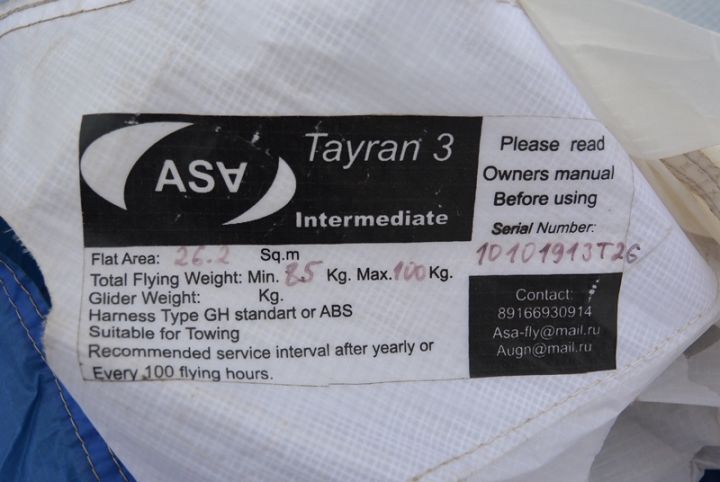 ASA
Tayran 3
Intermediate
Flat Area: 26.2 Sq.m
Total Flying Weight: Min. 85 Kg. Max. 100 Kg.
Glider Weight: Kg.
Harness Type GH standart or ABS
Suitable for Towing
Recommended service interval after yearly or
Every 100 flying hours.
Please read
Owners manual
Before using
Serial Number:
10101913T26
Contact:
89166930914
Asa-fly@mail.ru
Augn@mail.ru